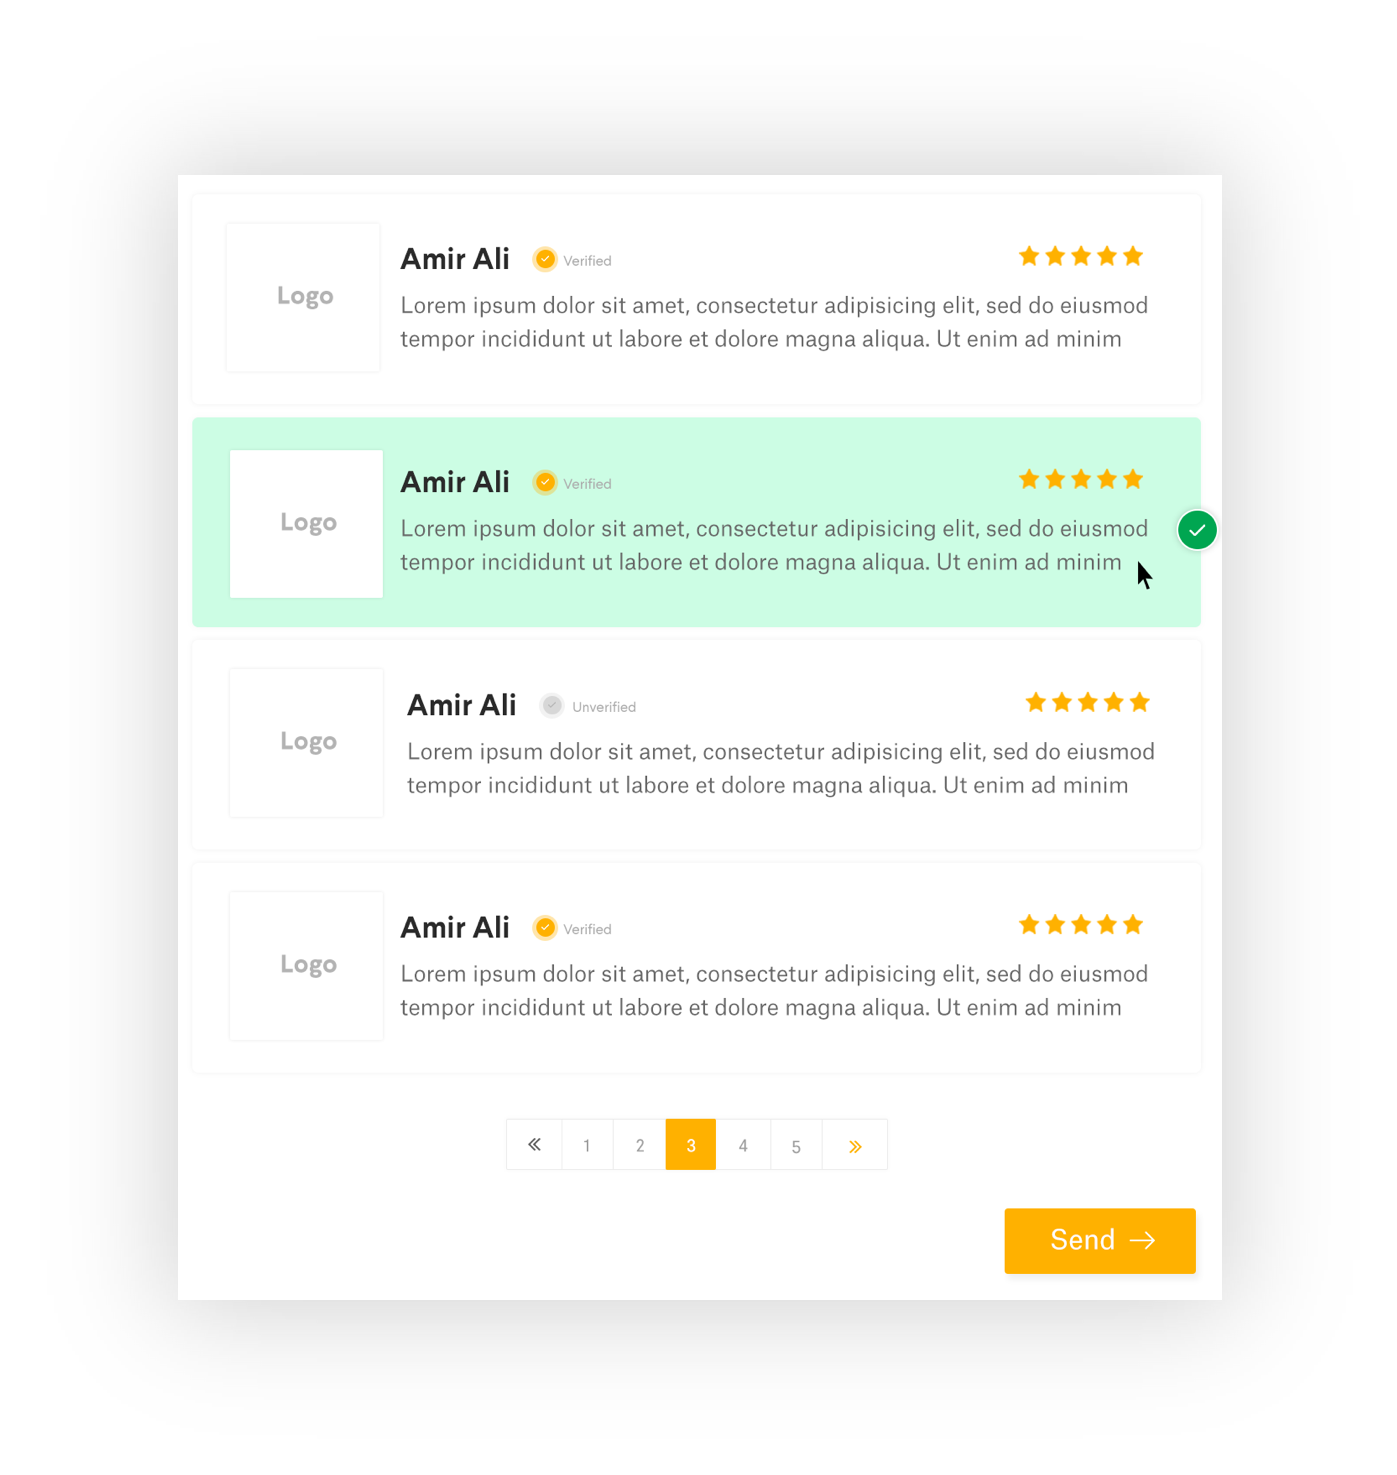 Logo
Amir Ali Verified
Lorem ipsum dolor sit amet, consectetur adipisicing elit, sed do eiusmod
tempor incididunt ut labore et dolore magna aliqua. Ut enim ad minim
Logo
Amir Ali Verified
Lorem ipsum dolor sit amet, consectetur adipisicing elit, sed do eiusmod
tempor incididunt ut labore et dolore magna aliqua. Ut enim ad minim
Logo
Amir Ali Unverified
Lorem ipsum dolor sit amet, consectetur adipisicing elit, sed do eiusmod
tempor incididunt ut labore et dolore magna aliqua. Ut enim ad minim
Logo
Amir Ali Verified
Lorem ipsum dolor sit amet, consectetur adipisicing elit, sed do eiusmod
tempor incididunt ut labore et dolore magna aliqua. Ut enim ad minim
« 1 2 3 4 5 »
Send →